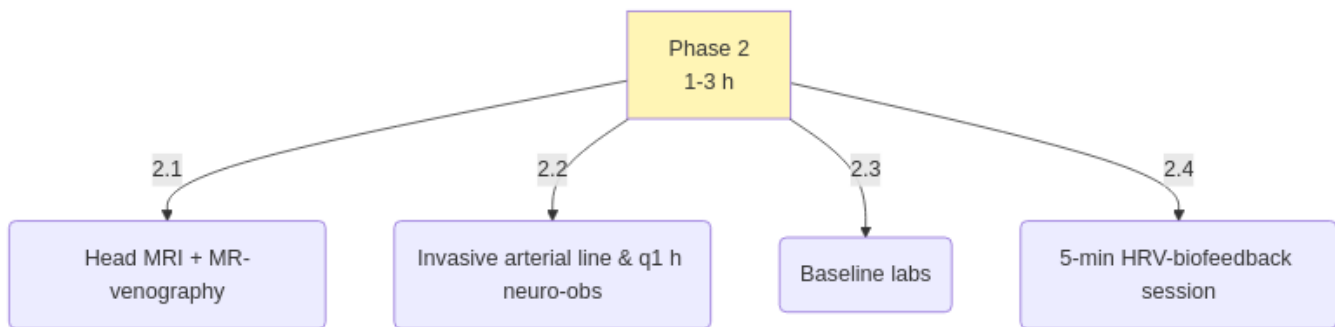 Phase 2
1-3 h
2.1
2.2
2.3
2.4
Head MRI + MR-
venography
Invasive arterial line & q1 h
neuro-obs
Baseline labs
5-min HRV-biofeedback
session